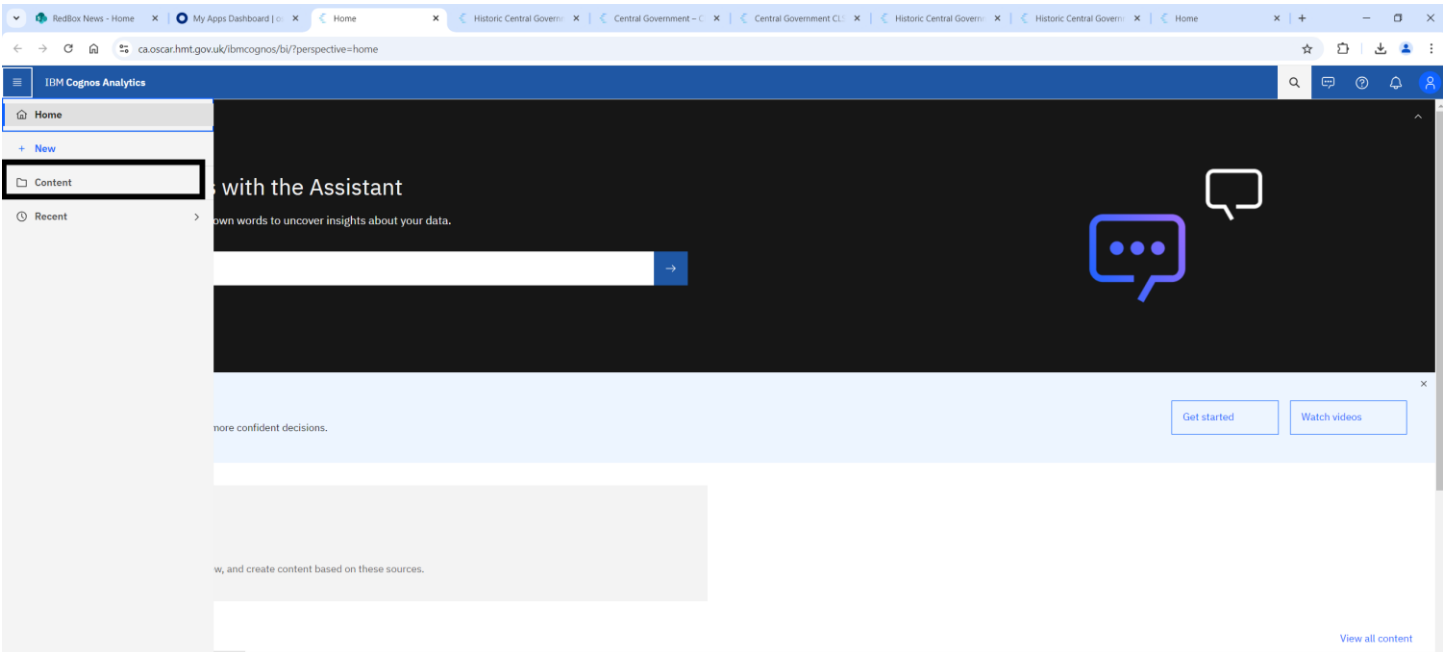 RedBox News - Home
My Apps Dashboard | o
Home
Historic Central Govern
Central Government – C
Central Government CLS
Historic Central Govern
Historic Central Govern
Home
ca.oscar.hmt.gov.uk/ibmcognos/bi/?perspective=home
IBM Cognos Analytics
Home
+ New
Content
Recent
with the Assistant
own words to uncover insights about your data.
Get started
Watch videos
more confident decisions.
w, and create content based on these sources.
View all content